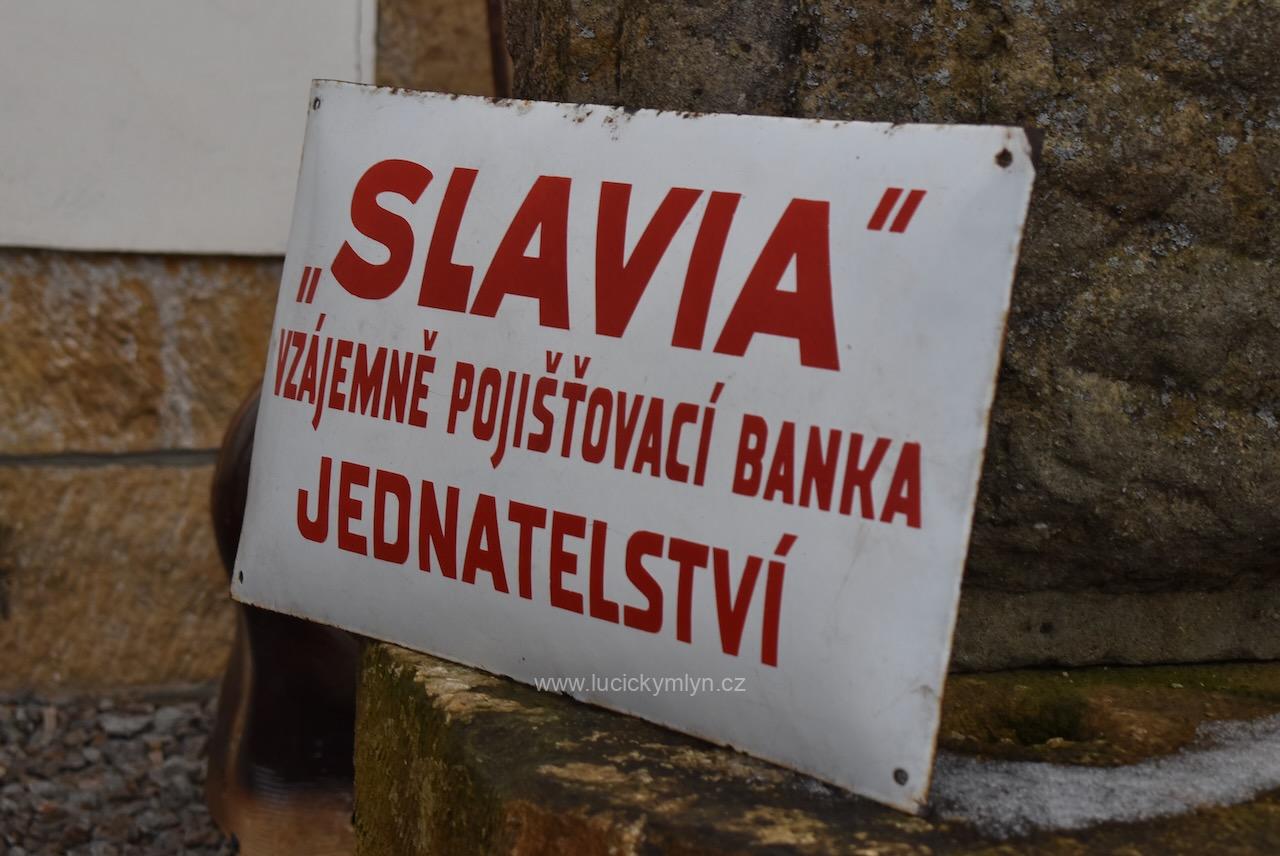 „SLAVIA“
VZÁJEMNĚ POJIŠŤOVACÍ BANKA
JEDNATELSTVÍ
www.lucickymlyn.cz